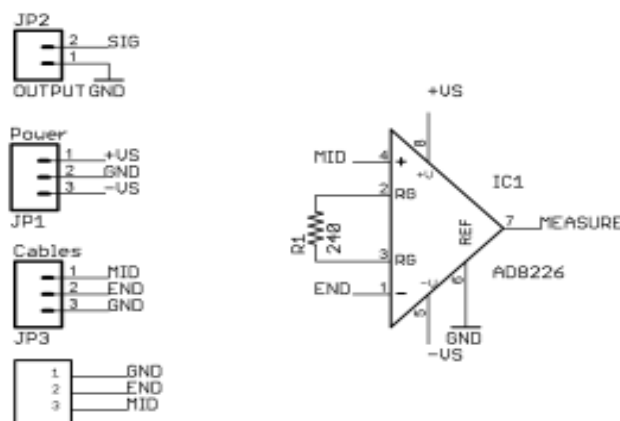 JP2
2 SIG
1
OUTPUT GND
Power
1 +VS
2 GND
3 -VS
JP1
Cables
1 MID
2 END
3 GND
JP3
1 GND
2 END
3 MID
+VS
8
+V
MID 4 +
IC1
2 RG
R1 240
REF
7 MEASURE
3 RG
AD8226
END 1 -
-V
5
6
GND
-VS